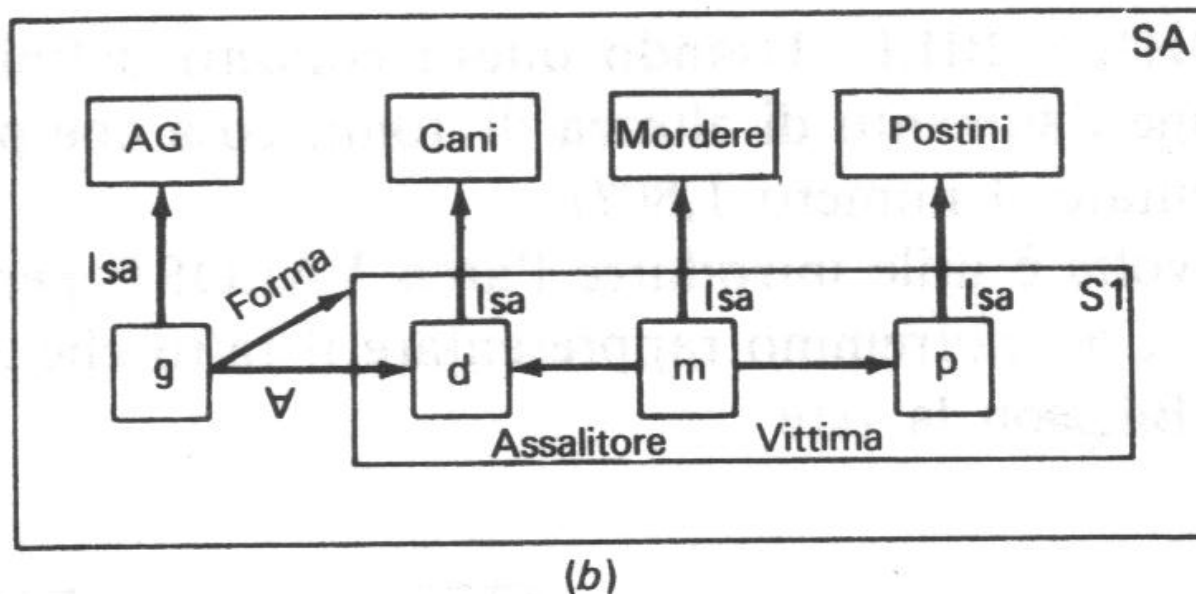 SA
AG
Cani
Mordere
Postini
Isa
Forma
Isa
Isa
Isa
S1
g
∀
d
m
p
Assalitore
Vittima
(b)